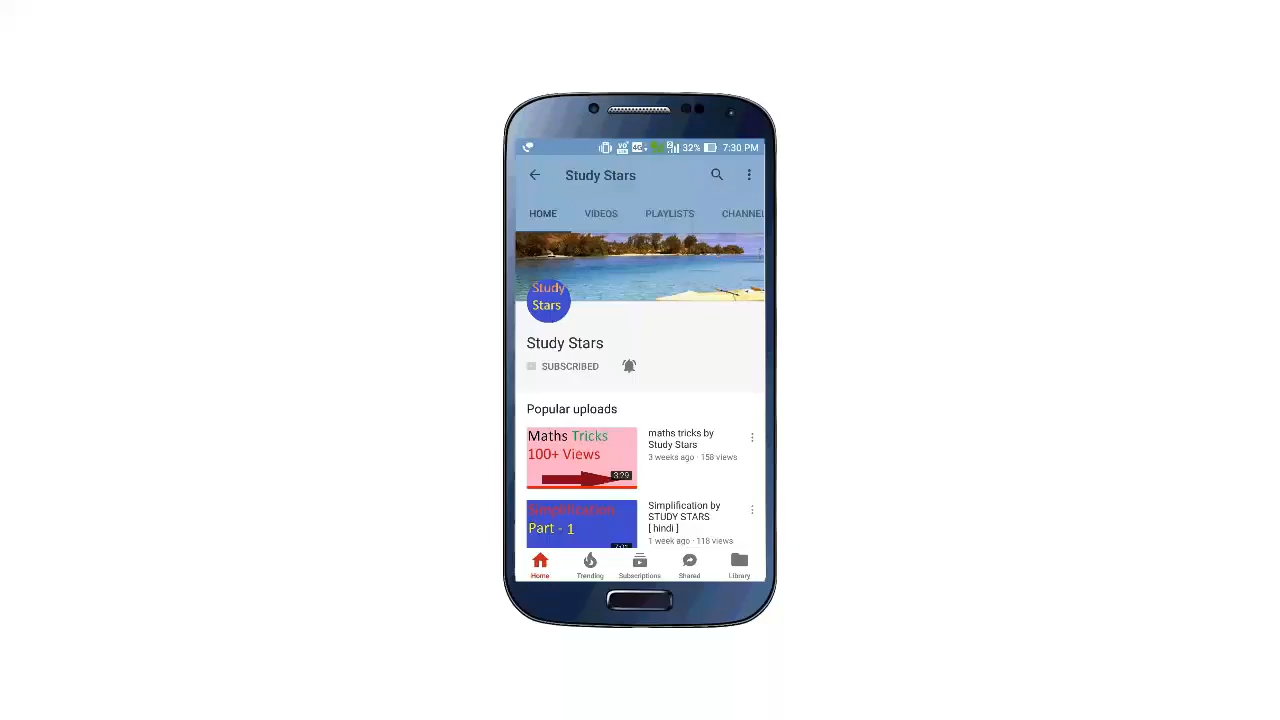 32% 7:30 PM
Study Stars
HOME VIDEOS PLAYLISTS CHANNEL
Study
Stars
Study Stars
SUBSCRIBED
Popular uploads
Maths Tricks
100+ Views
3:29
maths tricks by
Study Stars
3 weeks ago · 158 views
Simplification
Part - 1
Simplification by
STUDY STARS
[ hindi ]
1 week ago · 118 views
Home Trending Subscriptions Shared Library